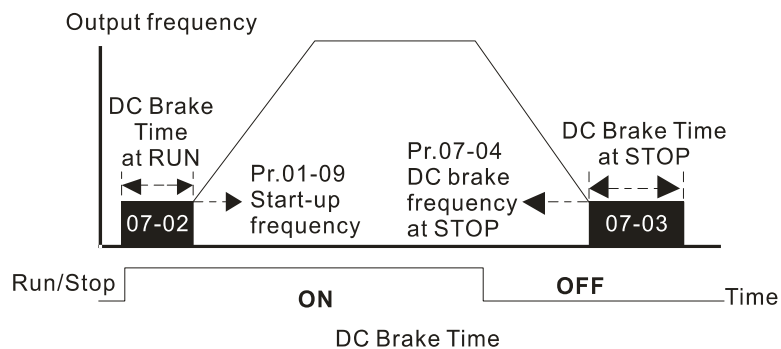 Output frequency
DC Brake
Time
at RUN
Pr.01-09
Start-up
frequency
Pr.07-04
DC brake
frequency
at STOP
DC Brake Time
at STOP
07-02
07-03
Run/Stop
ON
OFF
Time
DC Brake Time